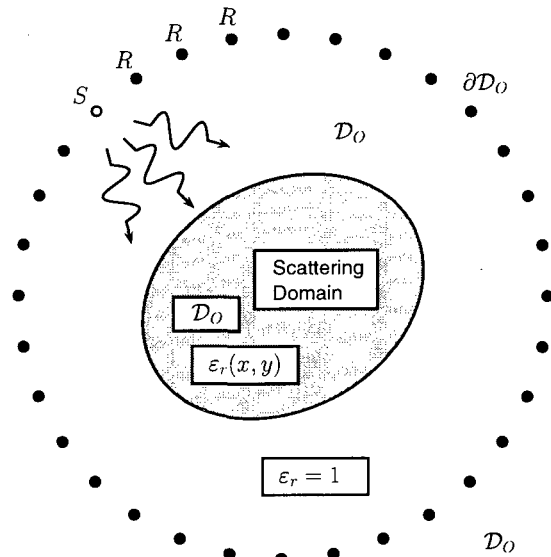 R
R
R
S
∂𝒟_O
𝒟_O
Scattering
Domain
𝒟_O
ε_r(x, y)
ε_r = 1
𝒟_O